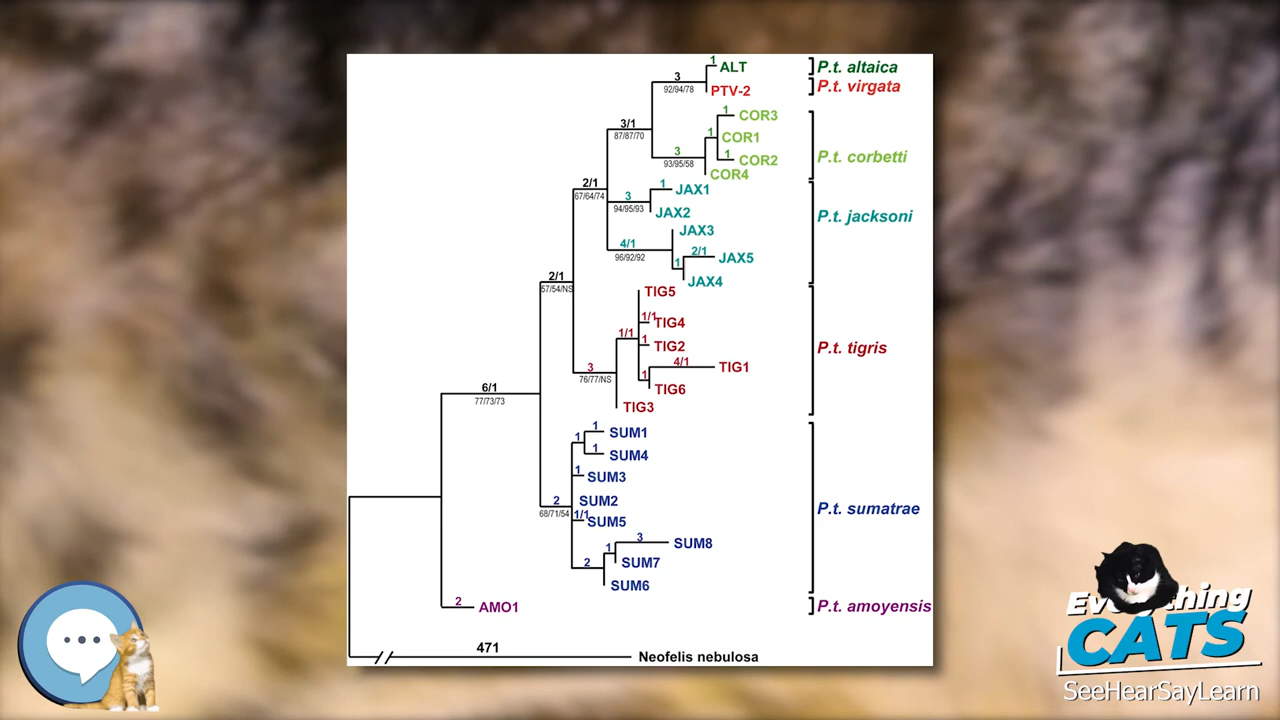 1
ALT
P.t. altaica
3
92/94/78
PTV-2
P.t. virgata
3/1
87/87/70
1
COR3
1
COR1
3
93/95/58
1
COR2
COR4
P.t. corbetti
2/1
67/64/74
1
JAX1
3
94/95/93
JAX2
JAX3
4/1
96/92/92
2/1
JAX5
1
JAX4
P.t. jacksoni
2/1
57/54/NS
TIG5
1/1
TIG4
1/1
1
TIG2
4/1
TIG1
3
76/77/NS
1
TIG6
TIG3
P.t. tigris
6/1
77/73/73
1
SUM1
1
1
SUM4
1
SUM3
2
68/71/54
SUM2
1/1
SUM5
3
SUM8
1
SUM7
2
SUM6
P.t. sumatrae
2
AMO1
P.t. amoyensis
471
Neofelis nebulosa
Everything
CATS
SeeHearSayLearn